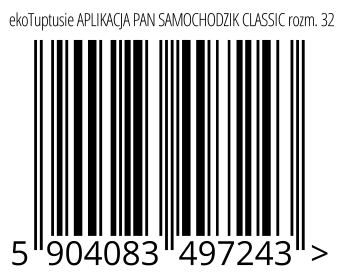 ekoTuptusie APLIKACJA PAN SAMOCHODZIK CLASSIC rozm. 32
5 904083 497243 >